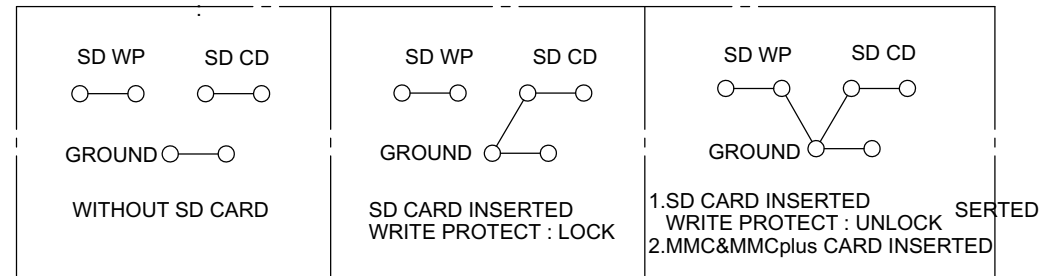 SD WP SD CD
GROUND
WITHOUT SD CARD
SD WP SD CD
GROUND
SD CARD INSERTED
WRITE PROTECT : LOCK
SD WP SD CD
GROUND
1.SD CARD INSERTED
WRITE PROTECT : UNLOCK
2.MMC&MMCplus CARD INSERTED
SERTED